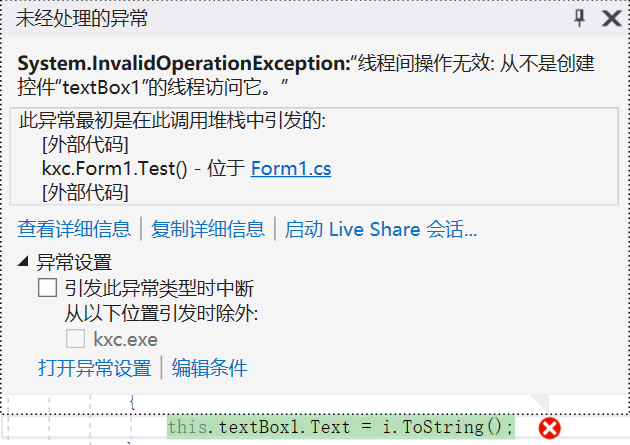 未经处理的异常
System.InvalidOperationException:“线程间操作无效: 从不是创建
控件“textBox1”的线程访问它。”
此异常最初是在此调用堆栈中引发的:
[外部代码]
kxc.Form1.Test() - 位于 Form1.cs
[外部代码]
查看详细信息 | 复制详细信息 | 启动 Live Share 会话...
异常设置
引发此异常类型时中断
从以下位置引发时除外:
kxc.exe
打开异常设置 | 编辑条件
{
this.textBox1.Text = i.ToString();